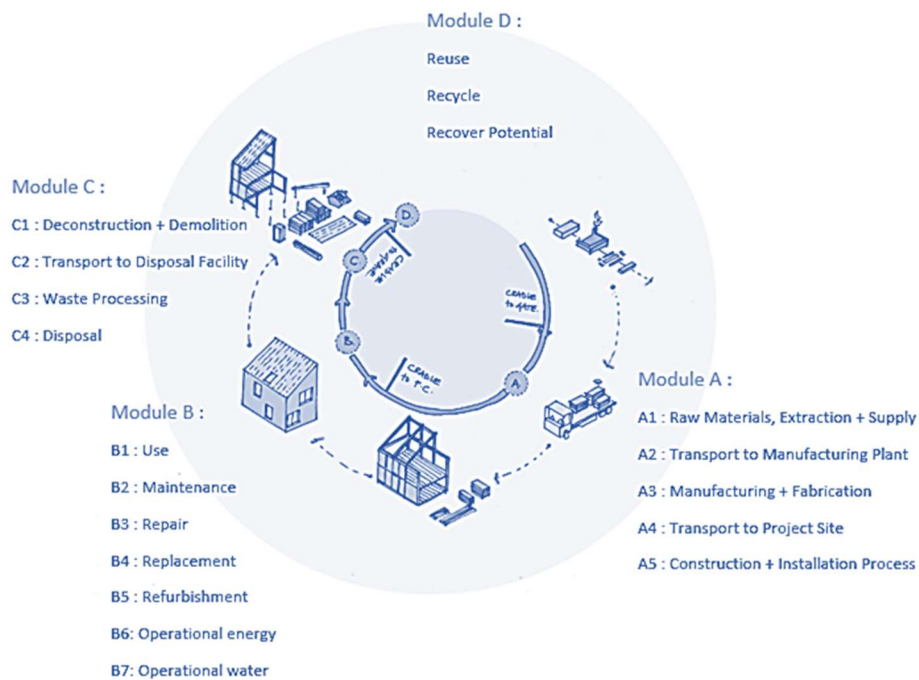 Module D :
Reuse
Recycle
Recover Potential
Module C :
C1 : Deconstruction + Demolition
C2 : Transport to Disposal Facility
C3 : Waste Processing
C4 : Disposal
D
C
CRADLE
to GRAVE.
CRADLE
to GATE.
B
CRADLE
to P.C.
A
Module A :
A1 : Raw Materials, Extraction + Supply
A2 : Transport to Manufacturing Plant
A3 : Manufacturing + Fabrication
A4 : Transport to Project Site
A5 : Construction + Installation Process
Module B :
B1 : Use
B2 : Maintenance
B3 : Repair
B4 : Replacement
B5 : Refurbishment
B6: Operational energy
B7: Operational water